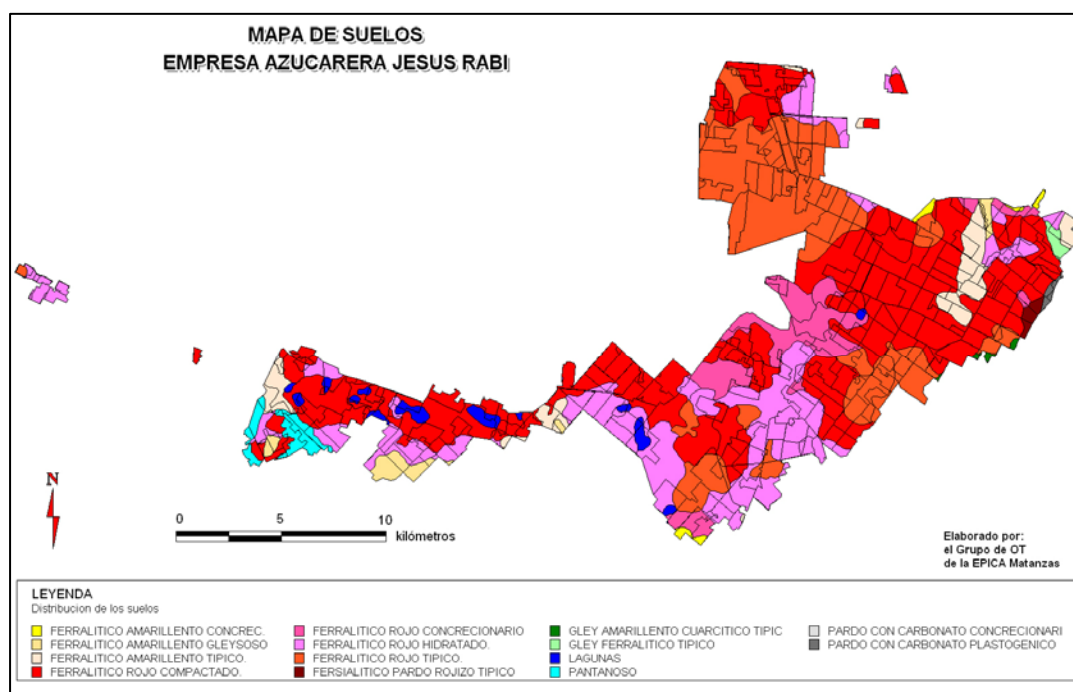 MAPA DE SUELOS
EMPRESA AZUCARERA JESUS RABI
N
0 5 10
kilómetros
Elaborado por:
el Grupo de OT
de la EPICA Matanzas
LEYENDA
Distribucion de los suelos
FERRALITICO AMARILLENTO CONCREC.
FERRALITICO AMARILLENTO GLEYSOSO
FERRALITICO AMARILLENTO TIPICO.
FERRALITICO ROJO COMPACTADO.
FERRALITICO ROJO CONCRECIONARIO
FERRALITICO ROJO HIDRATADO.
FERRALITICO ROJO TIPICO.
FERSIALITICO PARDO ROJIZO TIPICO
GLEY AMARILLENTO CUARCITICO TIPIC
GLEY FERRALITICO TIPICO
LAGUNAS
PANTANOSO
PARDO CON CARBONATO CONCRECIONARI
PARDO CON CARBONATO PLASTOGENICO